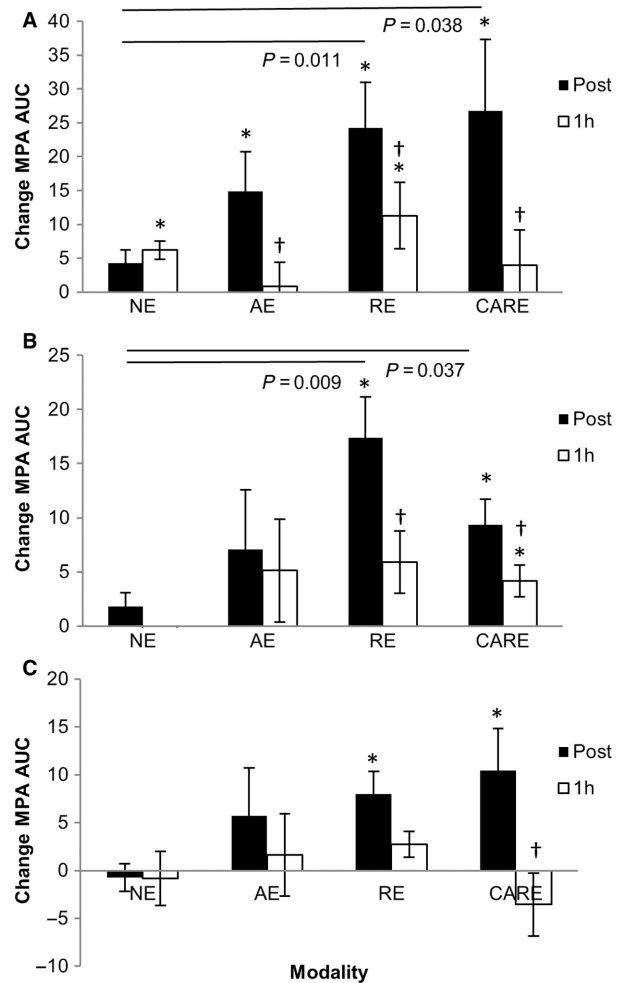 A
Change MPA AUC
40
35
30
25
20
15
10
5
0
P = 0.038
P = 0.011
*
*
*
*
†
†
*
†
NE AE RE CARE
Post
1h
B
Change MPA AUC
25
20
15
10
5
0
P = 0.009
P = 0.037
*
*
†
†
*
NE AE RE CARE
Post
1h
C
Change MPA AUC
20
15
10
5
0
–5
–10
*
*
†
NE AE RE CARE
Post
1h
Modality